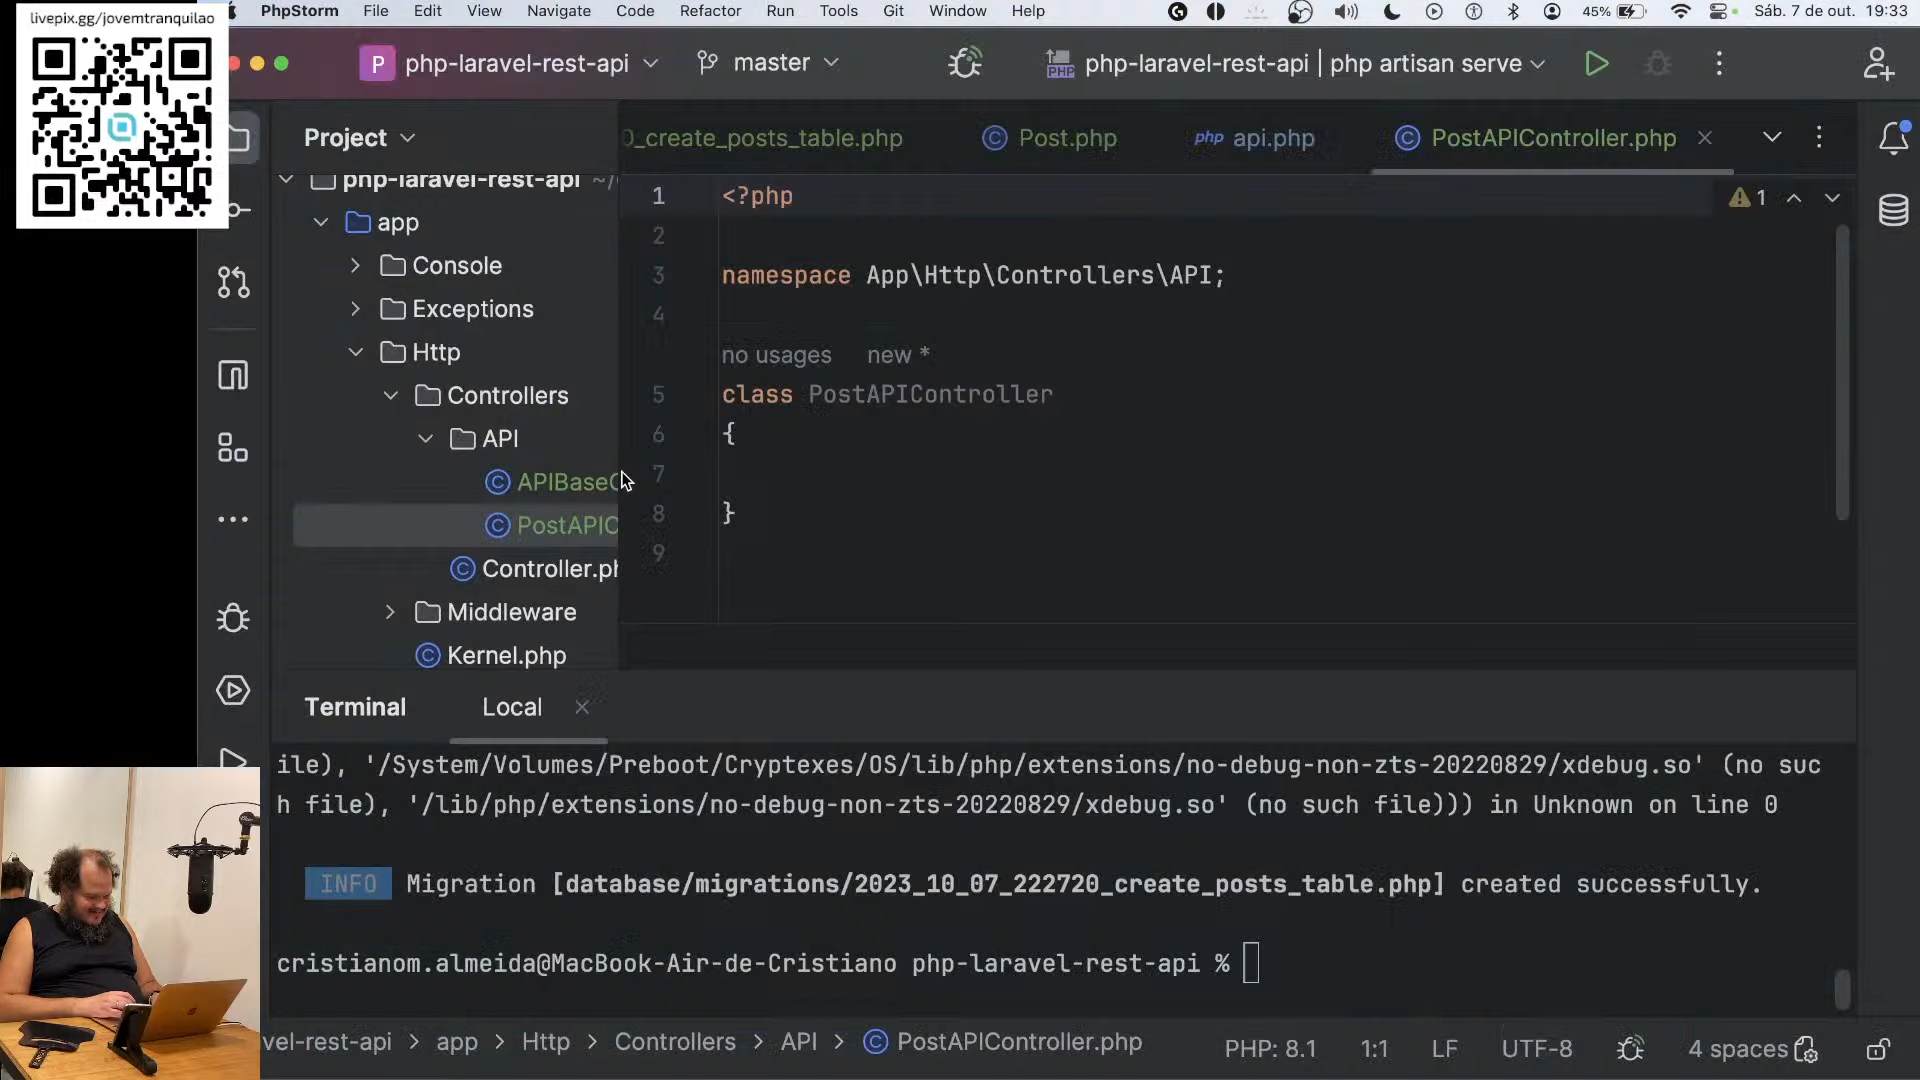 livepix.gg/jovemtranquilao
PhpStorm File Edit View Navigate Code Refactor Run Tools Git Window Help 45% Sáb. 7 de out. 19:33
P php-laravel-rest-api master php-laravel-rest-api | php artisan serve
Project
0_create_posts_table.php Post.php php api.php PostAPIController.php
php-laravel-rest-api ~/
app
Console
Exceptions
Http
Controllers
API
APIBase
PostAPIC
Controller.ph
Middleware
Kernel.php
1 <?php
2
3 namespace App\Http\Controllers\API;
4
no usages new *
5 class PostAPIController
6 {
7
8 }
9
1
Terminal Local
ile), '/System/Volumes/Preboot/Cryptexes/OS/lib/php/extensions/no-debug-non-zts-20220829/xdebug.so' (no suc
h file), '/lib/php/extensions/no-debug-non-zts-20220829/xdebug.so' (no such file))) in Unknown on line 0
INFO Migration [database/migrations/2023_10_07_222720_create_posts_table.php] created successfully.
cristianom.almeida@MacBook-Air-de-Cristiano php-laravel-rest-api %
vel-rest-api > app > Http > Controllers > API > PostAPIController.php PHP: 8.1 1:1 LF UTF-8 4 spaces